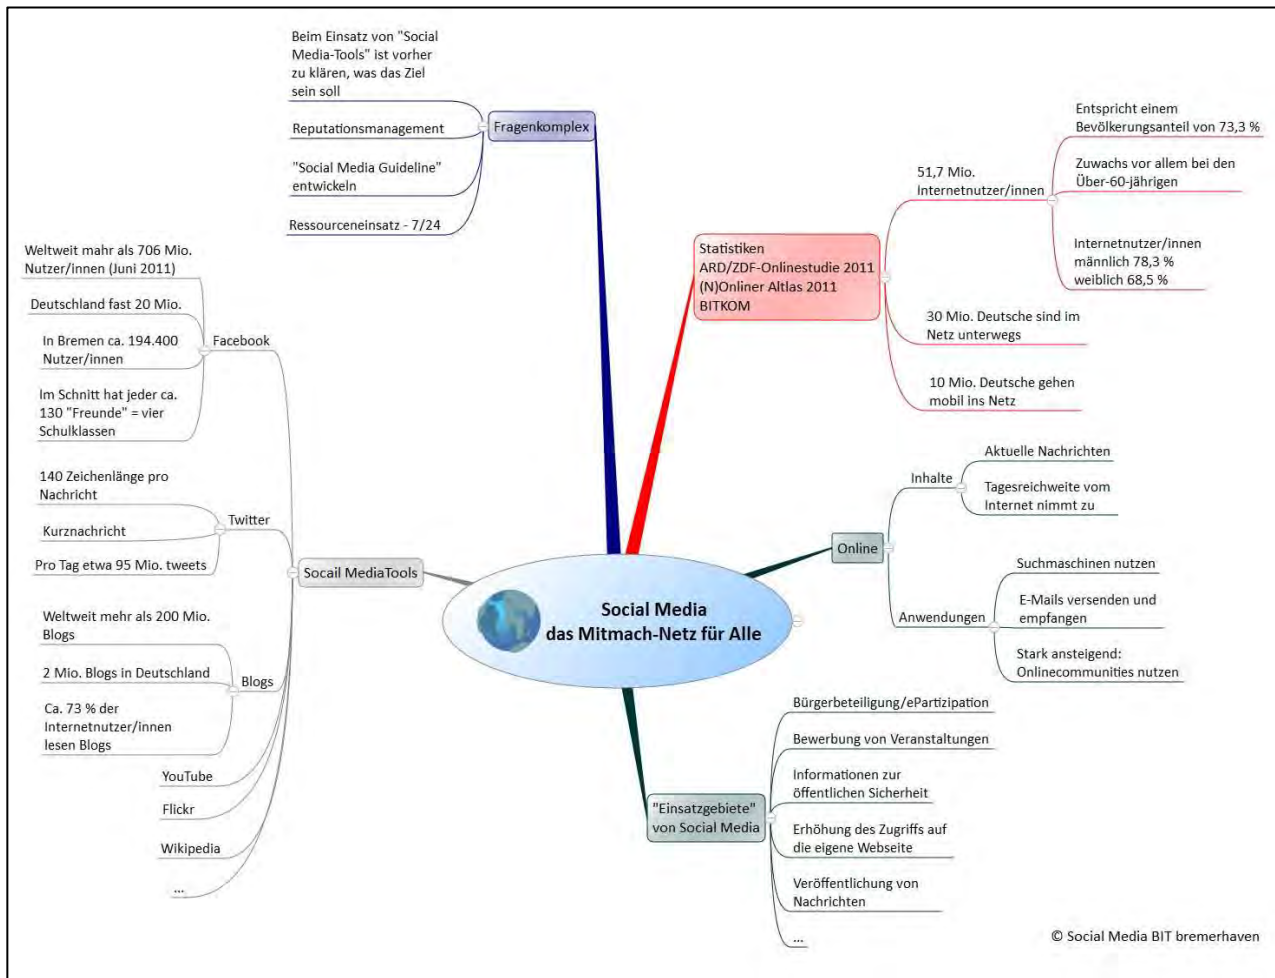 Social Media
das Mitmach-Netz für Alle
Fragenkomplex
Beim Einsatz von "Social
Media-Tools" ist vorher
zu klären, was das Ziel
sein soll
Reputationsmanagement
"Social Media Guideline"
entwickeln
Ressourceneinsatz - 7/24
Statistiken
ARD/ZDF-Onlinestudie 2011
(N)Onliner Altlas 2011
BITKOM
51,7 Mio.
Internetnutzer/innen
Entspricht einem
Bevölkerungsanteil von 73,3 %
Zuwachs vor allem bei den
Über-60-jährigen
Internetnutzer/innen
männlich 78,3 %
weiblich 68,5 %
30 Mio. Deutsche sind im
Netz unterwegs
10 Mio. Deutsche gehen
mobil ins Netz
Online
Inhalte
Aktuelle Nachrichten
Tagesreichweite vom
Internet nimmt zu
Anwendungen
Suchmaschinen nutzen
E-Mails versenden und
empfangen
Stark ansteigend:
Onlinecommunities nutzen
"Einsatzgebiete"
von Social Media
Bürgerbeteiligung/ePartizipation
Bewerbung von Veranstaltungen
Informationen zur
öffentlichen Sicherheit
Erhöhung des Zugriffs auf
die eigene Webseite
Veröffentlichung von
Nachrichten
...
Socail MediaTools
Facebook
Weltweit mahr als 706 Mio.
Nutzer/innen (Juni 2011)
Deutschland fast 20 Mio.
In Bremen ca. 194.400
Nutzer/innen
Im Schnitt hat jeder ca.
130 "Freunde" = vier
Schulklassen
Twitter
140 Zeichenlänge pro
Nachricht
Kurznachricht
Pro Tag etwa 95 Mio. tweets
Blogs
Weltweit mehr als 200 Mio.
Blogs
2 Mio. Blogs in Deutschland
Ca. 73 % der
Internetnutzer/innen
lesen Blogs
YouTube
Flickr
Wikipedia
...
© Social Media BIT bremerhaven